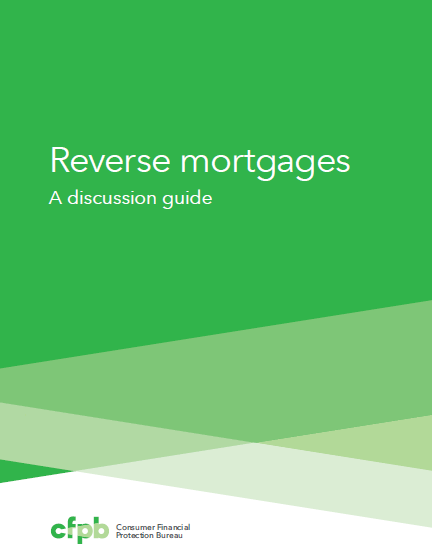 Reverse mortgages
A discussion guide
cfpb
Consumer Financial
Protection Bureau